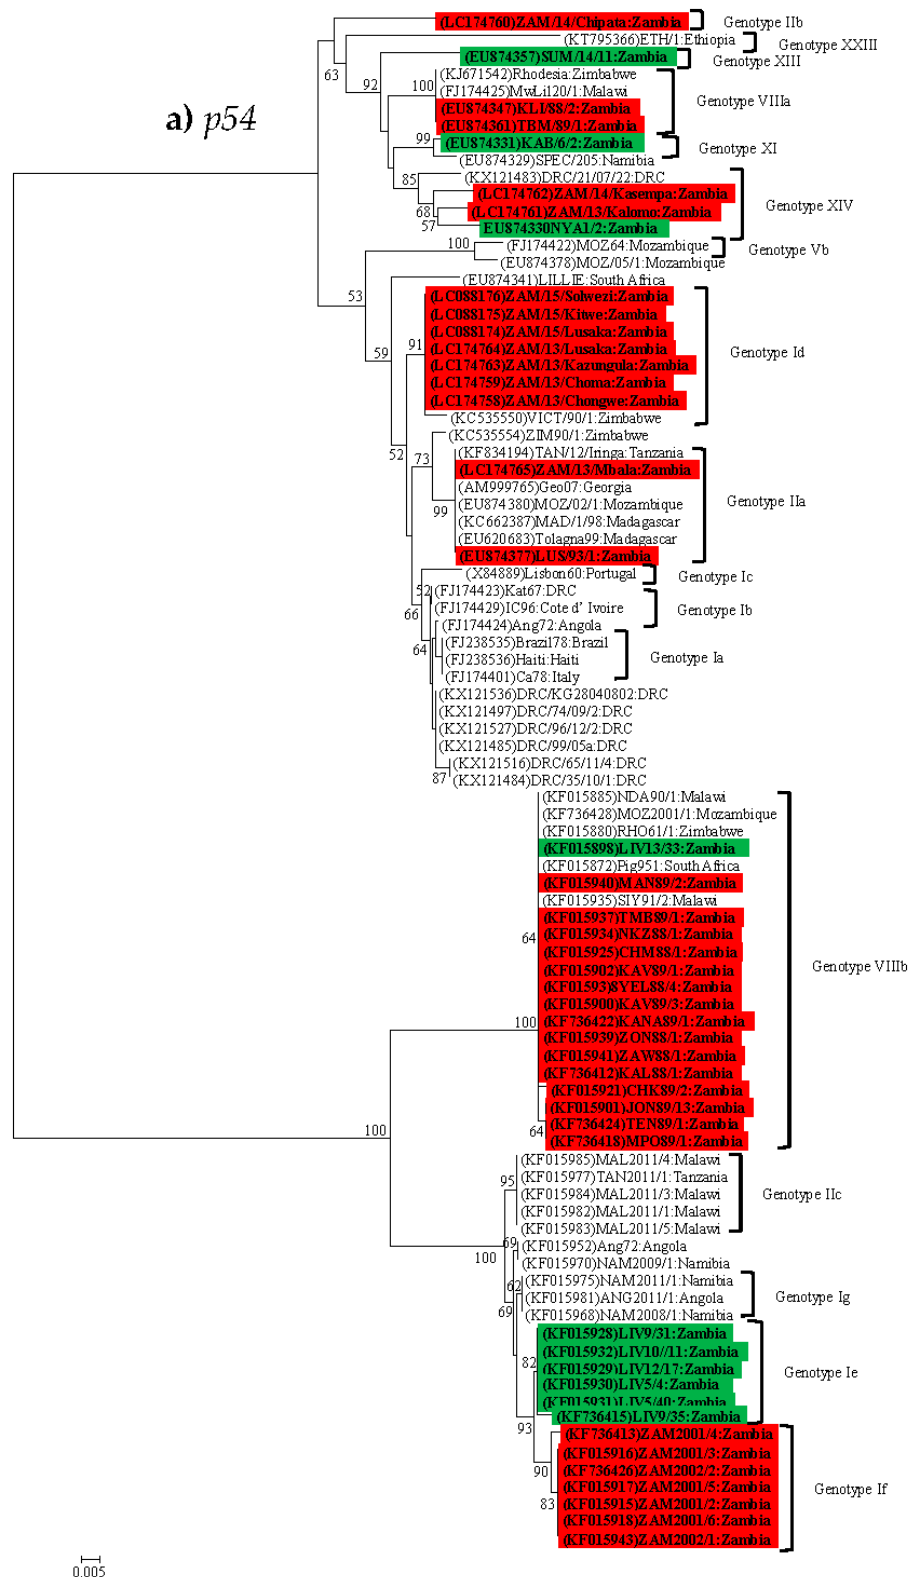 (LC174760)ZAM/14/Chipata:Zambia
Genotype IIb
(KT795366)ETH/1:Ethiopia
Genotype XXIII
(EU874357)SUM/14/11:Zambia
Genotype XIII
63
92
(KJ671542)Rhodesia:Zimbabwe
100
(FJ174425)MwLil20/1:Malawi
Genotype VIIIa
(EU874347)KLI/88/2:Zambia
a) p54
(EU874361)TBM/89/1:Zambia
99
(EU874331)KAB/6/2:Zambia
Genotype XI
(EU874329)SPEC/205:Namibia
85
(KX121483)DRC/21/07/22:DRC
(LC174762)ZAM/14/Kasempa:Zambia
Genotype XIV
68
(LC174761)ZAM/13/Kalomo:Zambia
57
EU874330NYA1/2:Zambia
100
(FJ174422)MOZ64:Mozambique
Genotype Vb
(EU874378)MOZ/05/1:Mozambique
(EU874341)LILLIE:South Africa
53
(LC088176)ZAM/15/Solwezi:Zambia
(LC088175)ZAM/15/Kitwe:Zambia
(LC088174)ZAM/15/Lusaka:Zambia
91
(LC174764)ZAM/13/Lusaka:Zambia
Genotype Id
59
(LC174763)ZAM/13/Kazungula:Zambia
(LC174759)ZAM/13/Choma:Zambia
(LC174758)ZAM/13/Chongwe:Zambia
(KC535550)VICT/90/1:Zimbabwe
(KC535554)ZIM90/1:Zimbabwe
52
73
(KF834194)TAN/12/Iringa:Tanzania
(LC174765)ZAM/13/Mbala:Zambia
(AM999765)Geo07:Georgia
Genotype IIa
(EU874380)MOZ/02/1:Mozambique
99
(KC662387)MAD/1/98:Madagascar
(EU620683)Tolagna99:Madagascar
(EU874377)LUS/93/1:Zambia
(X84889)Lisbon60:Portugal
Genotype Ic
52
(FJ174423)Kat67:DRC
(FJ174429)IC96:Cote d' Ivoire
Genotype Ib
66
(FJ174424)Ang72:Angola
64
(FJ238535)Brazil78:Brazil
(FJ238536)Haiti:Haiti
Genotype Ia
(FJ174401)Ca78:Italy
(KX121536)DRC/KG28040802:DRC
(KX121497)DRC/74/09/2:DRC
(KX121527)DRC/96/12/2:DRC
(KX121485)DRC/99/05a:DRC
(KX121516)DRC/65/11/4:DRC
87
(KX121484)DRC/35/10/1:DRC
(KF015885)NDA90/1:Malawi
(KF736428)MOZ2001/1:Mozambique
(KF015880)RHO61/1:Zimbabwe
(KF015898)LIV13/33:Zambia
(KF015872)Pig951:South Africa
(KF015940)MAN89/2:Zambia
(KF015935)SIY91/2:Malawi
(KF015937)TMB89/1:Zambia
64
(KF015934)NKZ88/1:Zambia
(KF015925)CHM88/1:Zambia
Genotype VIIIb
(KF015902)KAV89/1:Zambia
(KF01593)8YEL88/4:Zambia
(KF015900)KAV89/3:Zambia
100
(KF736422)KANA89/1:Zambia
(KF015939)ZON88/1:Zambia
(KF015941)ZAW88/1:Zambia
(KF736412)KAL88/1:Zambia
(KF015921)CHK89/2:Zambia
(KF015901)JON89/13:Zambia
(KF736424)TEN89/1:Zambia
64
100
(KF736418)MPO89/1:Zambia
(KF015985)MAL2011/4:Malawi
95
(KF015977)TAN2011/1:Tanzania
(KF015984)MAL2011/3:Malawi
Genotype IIc
(KF015982)MAL2011/1:Malawi
(KF015983)MAL2011/5:Malawi
69
(KF015952)Ang72:Angola
100
(KF015970)NAM2009/1:Namibia
62
(KF015975)NAM2011/1:Namibia
(KF015981)ANG2011/1:Angola
Genotype Ig
69
(KF015968)NAM2008/1:Namibia
(KF015928)LIV9/31:Zambia
(KF015932)LIV10//11:Zambia
82
(KF015929)LIV12/17:Zambia
Genotype Ie
(KF015930)LIV5/4:Zambia
(KF015931)LIV5/40:Zambia
(KF736415)LIV9/35:Zambia
93
(KF736413)ZAM2001/4:Zambia
(KF015916)ZAM2001/3:Zambia
90
(KF736426)ZAM2002/2:Zambia
(KF015917)ZAM2001/5:Zambia
Genotype If
83
(KF015915)ZAM2001/2:Zambia
(KF015918)ZAM2001/6:Zambia
(KF015943)ZAM2002/1:Zambia
0.005